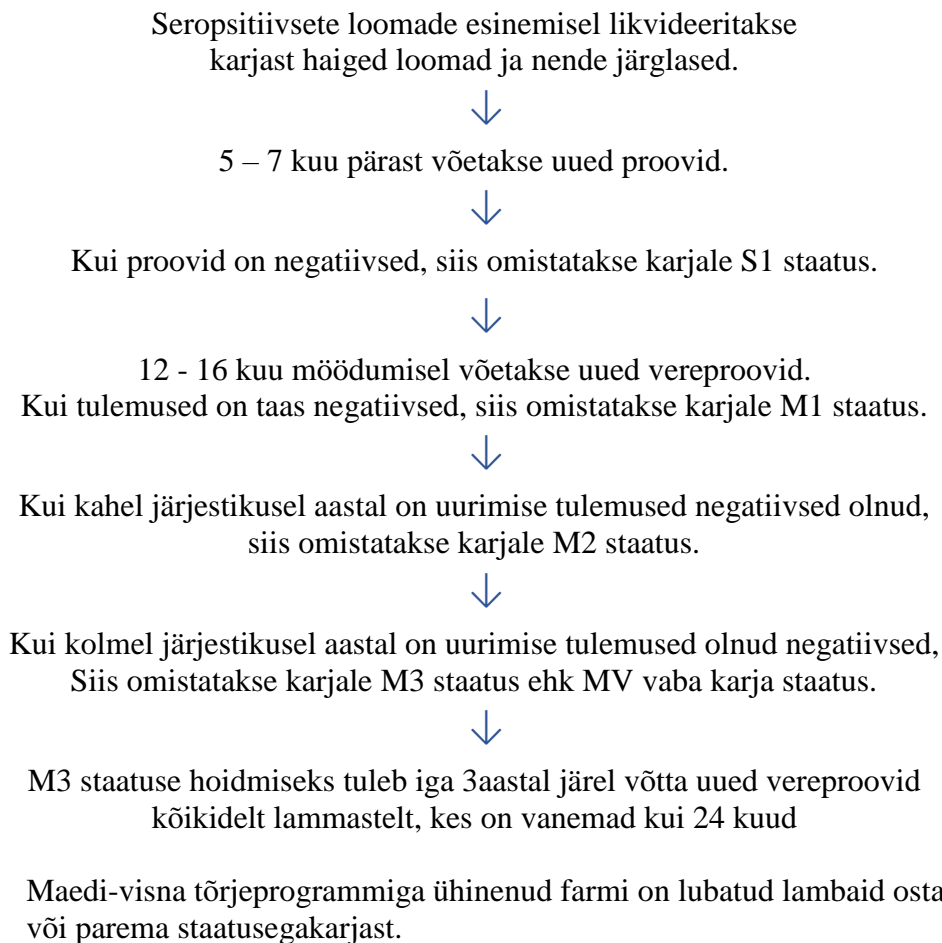 Seropsitiivsete loomade esinemisel likvideeritakse
karjast haiged loomad ja nende järglased.
5 – 7 kuu pärast võetakse uued proovid.
Kui proovid on negatiivsed, siis omistatakse karjale S1 staatus.
12 - 16 kuu möödumisel võetakse uued vereproovid.
Kui tulemused on taas negatiivsed, siis omistatakse karjale M1 staatus.
Kui kahel järjestikusel aastal on uurimise tulemused negatiivsed olnud,
siis omistatakse karjale M2 staatus.
Kui kolmel järjestikusel aastal on uurimise tulemused olnud negatiivsed,
Siis omistatakse karjale M3 staatus ehk MV vaba karja staatus.
M3 staatuse hoidmiseks tuleb iga 3aastal järel võtta uued vereproovid
kõikidelt lammastelt, kes on vanemad kui 24 kuud
Maedi-visna tõrjeprogrammiga ühinenud farmi on lubatud lambaid osta
või parema staatusegakarjast.